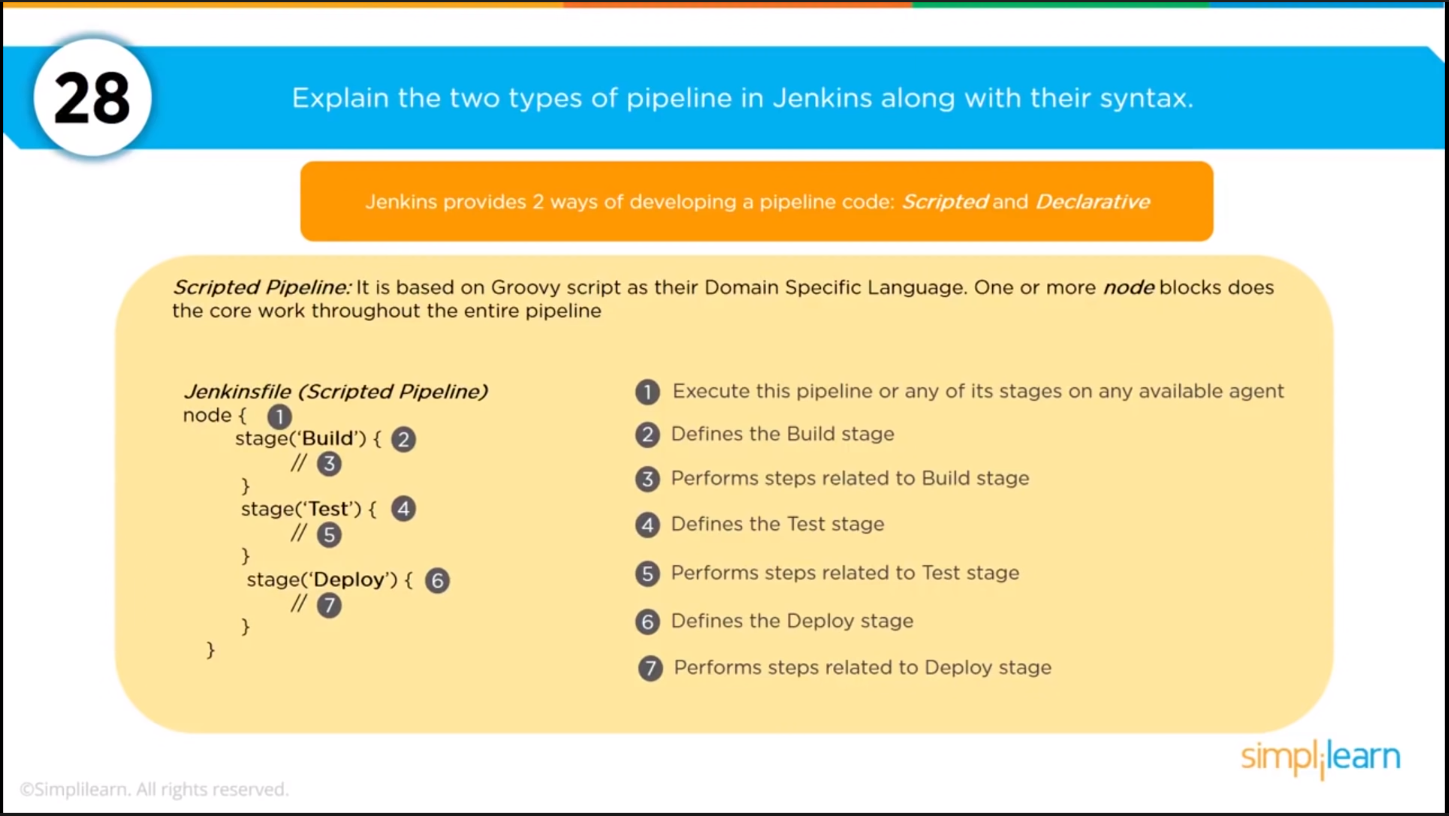 28
Explain the two types of pipeline in Jenkins along with their syntax.
Jenkins provides 2 ways of developing a pipeline code: Scripted and Declarative
Scripted Pipeline: It is based on Groovy script as their Domain Specific Language. One or more node blocks does
the core work throughout the entire pipeline
Jenkinsfile (Scripted Pipeline)
node { 1
stage(‘Build’) { 2
// 3
}
stage(‘Test’) { 4
// 5
}
stage(‘Deploy’) { 6
// 7
}
}
1 Execute this pipeline or any of its stages on any available agent
2 Defines the Build stage
3 Performs steps related to Build stage
4 Defines the Test stage
5 Performs steps related to Test stage
6 Defines the Deploy stage
7 Performs steps related to Deploy stage
simplilearn
©Simplilearn. All rights reserved.